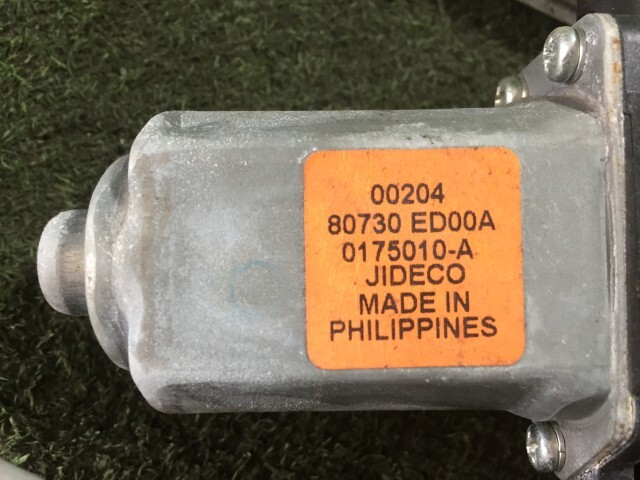 00204
80730 ED00A
0175010-A
JIDECO
MADE IN
PHILIPPINES